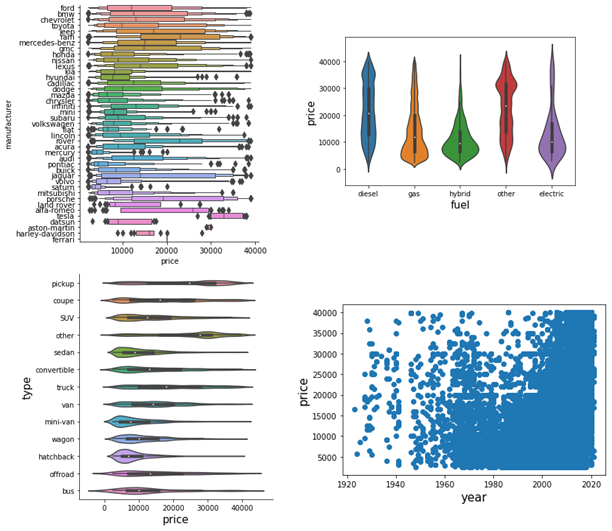 ford
bmw
chevrolet
toyota
jeep
ram
mercedes-benz
gmc
honda
nissan
lexus
kia
hyundai
cadillac
dodge
mazda
chrysler
infiniti
mini
subaru
volkswagen
fiat
lincoln
rover
acura
mercury
audi
pontiac
buick
jaguar
volvo
saturn
mitsubishi
porsche
land rover
alfa-romeo
tesla
datsun
aston-martin
harley-davidson
ferrari
manufacturer
10000 20000 30000 40000
price
40000
30000
20000
10000
0
price
diesel gas hybrid other electric
fuel
pickup
coupe
SUV
other
sedan
convertible
truck
van
mini-van
wagon
hatchback
offroad
bus
type
0 10000 20000 30000 40000
price
40000
35000
30000
25000
20000
15000
10000
5000
price
1920 1940 1960 1980 2000 2020
year